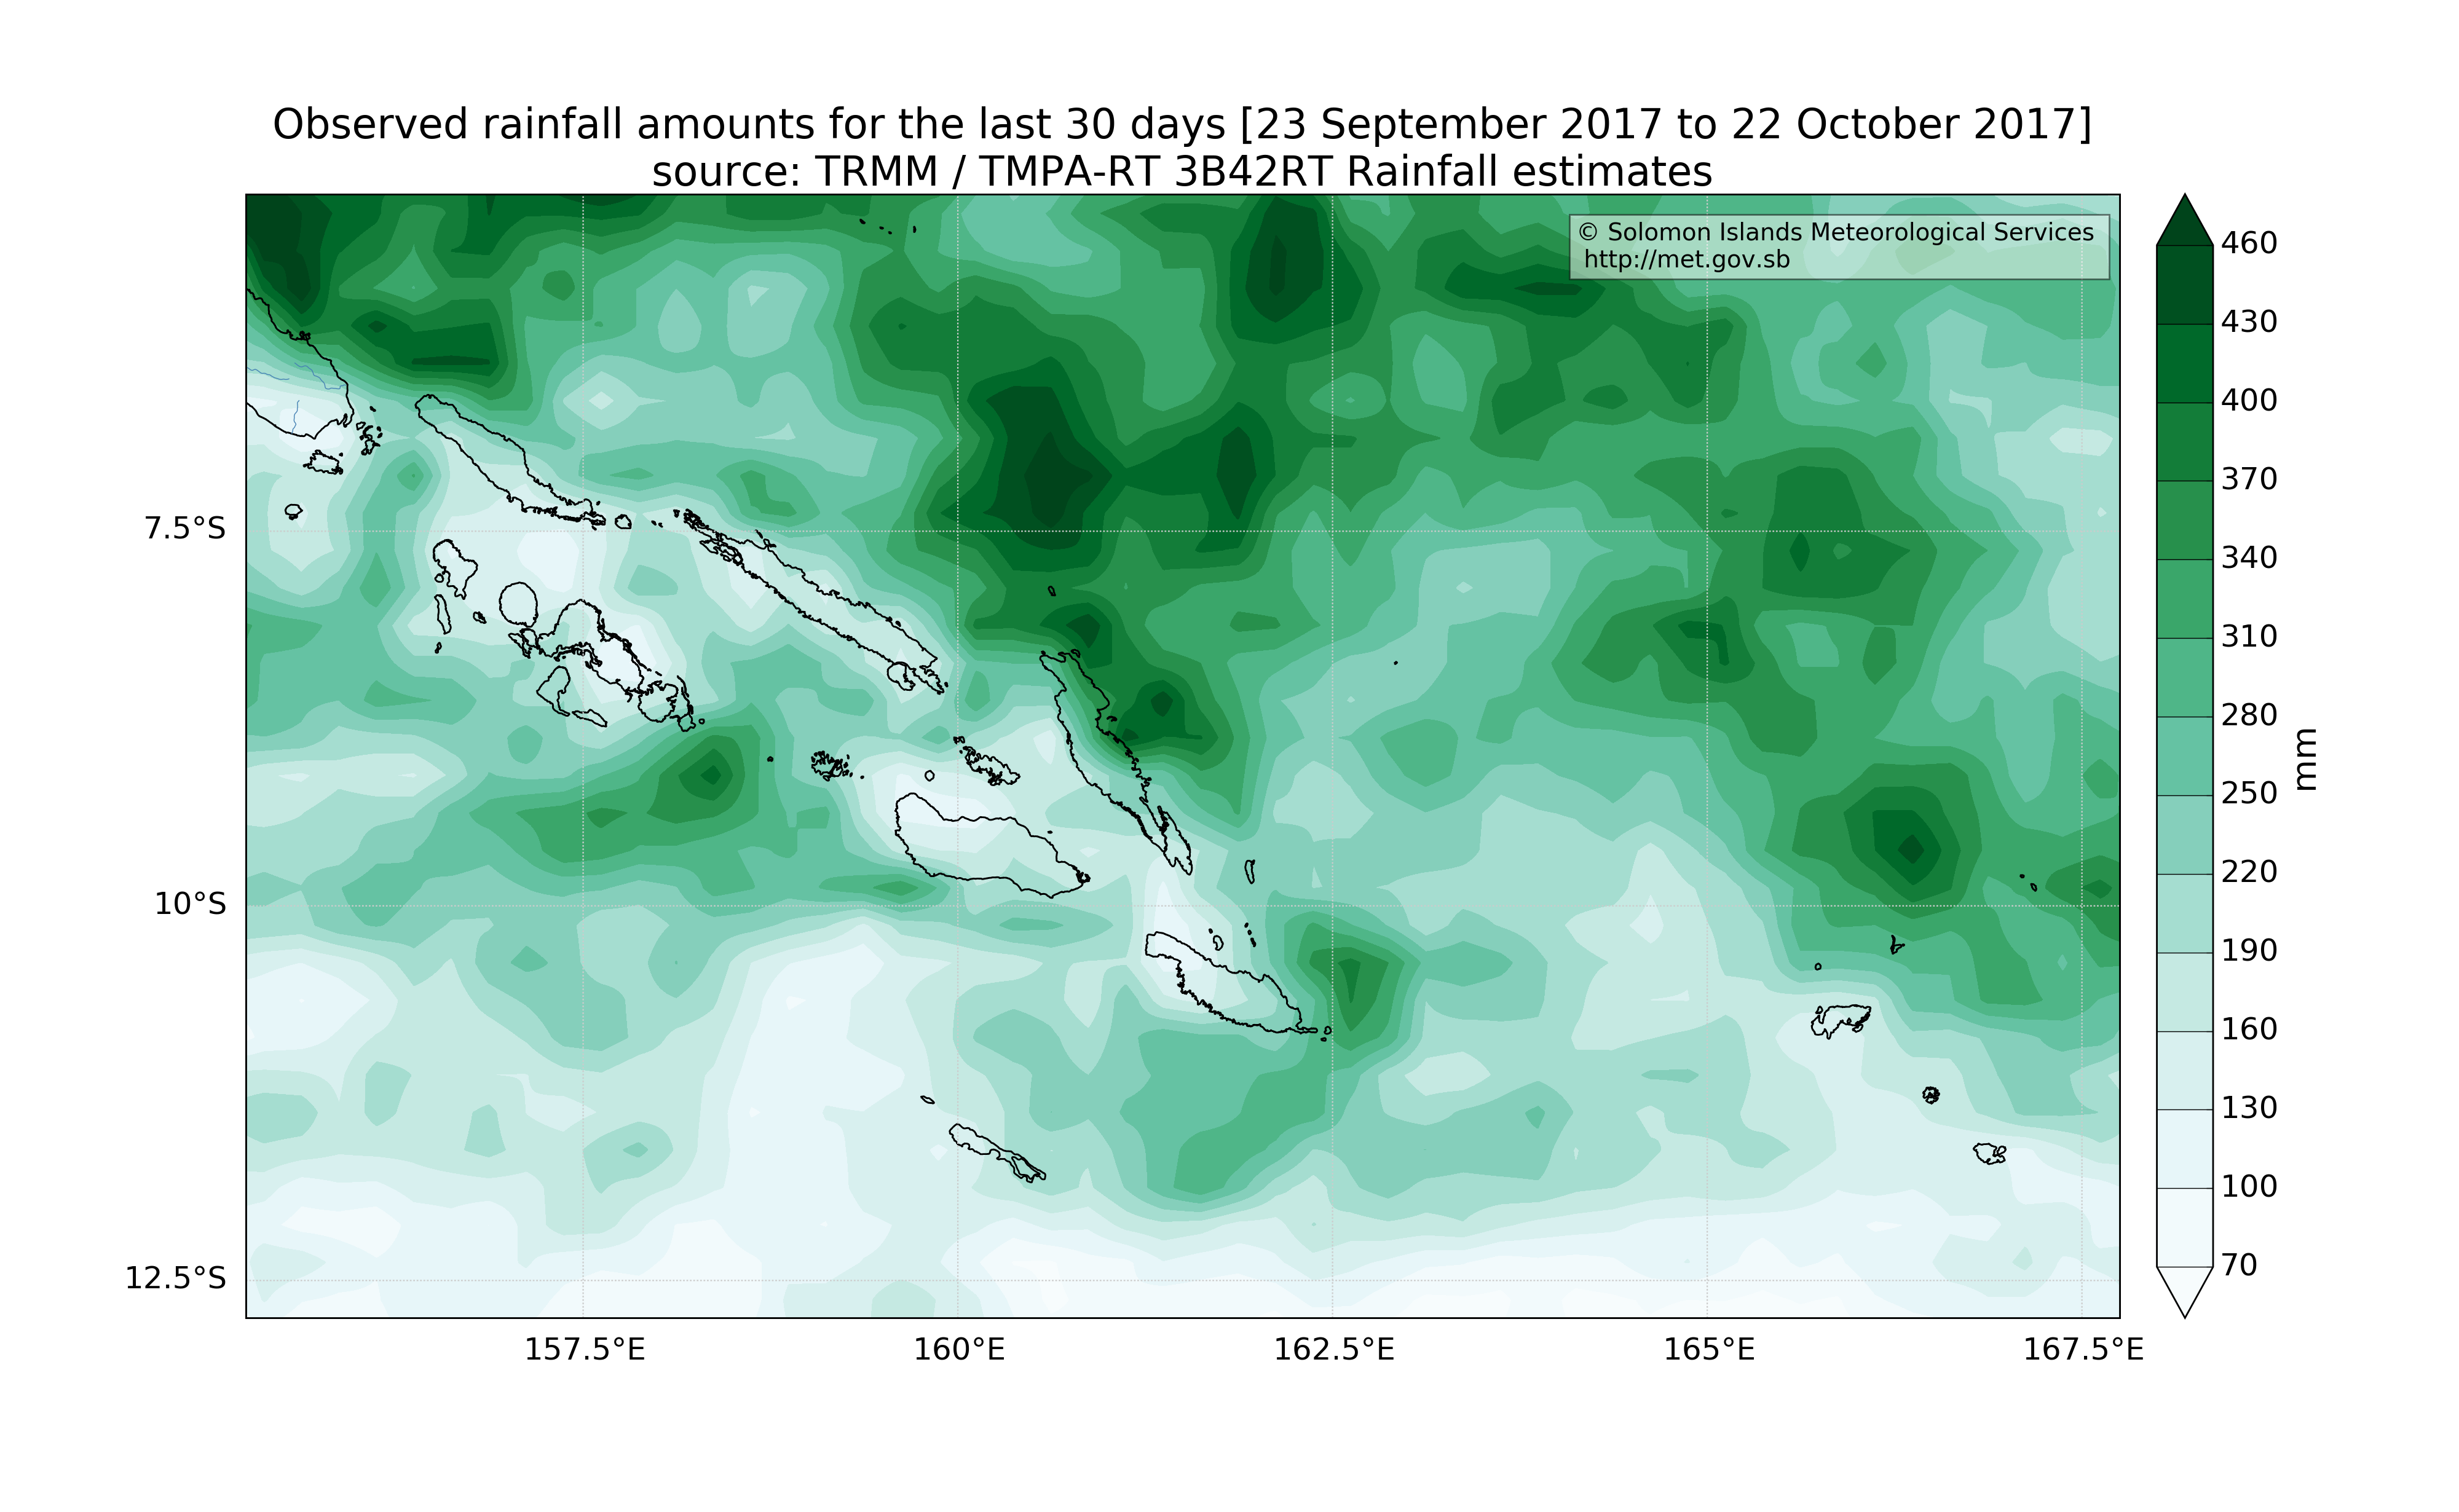 Observed rainfall amounts for the last 30 days [23 September 2017 to 22 October 2017]
source: TRMM / TMPA-RT 3B42RT Rainfall estimates
© Solomon Islands Meteorological Services
http://met.gov.sb
7.5°S
10°S
12.5°S
157.5°E
160°E
162.5°E
165°E
167.5°E
460
430
400
370
340
310
280
250
220
190
160
130
100
70
mm